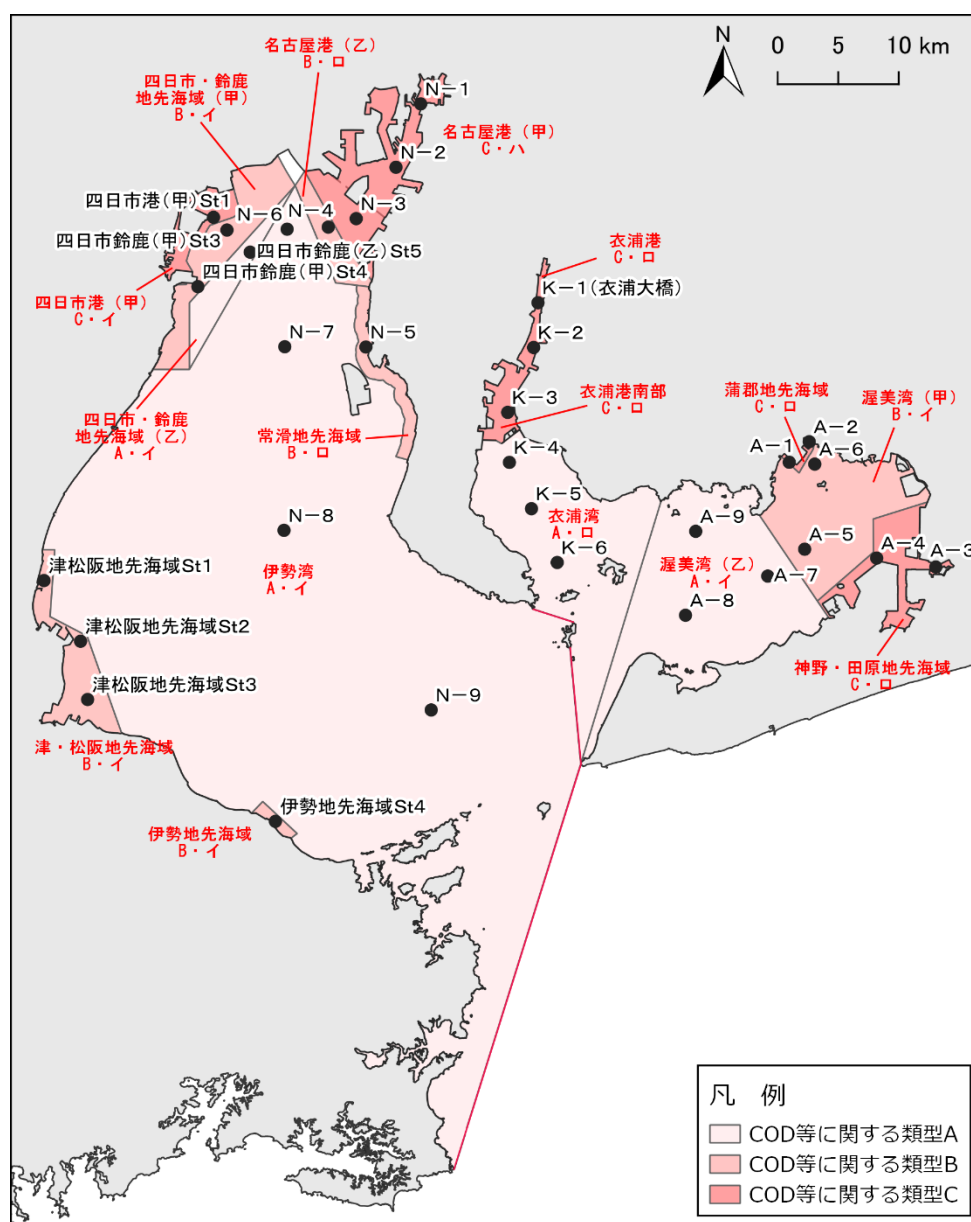 名古屋港（乙）
B・ロ
N
0 5 10 km
四日市・鈴鹿
地先海域（甲）
B・イ
N－1
名古屋港（甲）
C・ハ
N－2
四日市港(甲)St1
N－6
N－4
N－3
四日市鈴鹿(甲)St3
四日市鈴鹿(乙)St5
四日市鈴鹿(甲)St4
四日市港（甲）
C・イ
衣浦港
C・ロ
K－1(衣浦大橋)
N－7
N－5
K－2
四日市・鈴鹿
地先海域（乙）
A・イ
常滑地先海域
B・ロ
K－3
衣浦港南部
C・ロ
蒲郡地先海域
C・ロ
渥美湾（甲）
B・イ
K－4
A－1
A－2
A－6
N－8
K－5
衣浦湾
A・ロ
K－6
A－9
A－5
A－4
A－3
渥美湾（乙）
A・イ
A－7
A－8
津松阪地先海域St1
伊勢湾
A・イ
津松阪地先海域St2
神野・田原地先海域
C・ロ
津松阪地先海域St3
N－9
津・松阪地先海域
B・イ
伊勢地先海域St4
伊勢地先海域
B・イ
凡　例
COD等に関する類型A
COD等に関する類型B
COD等に関する類型C